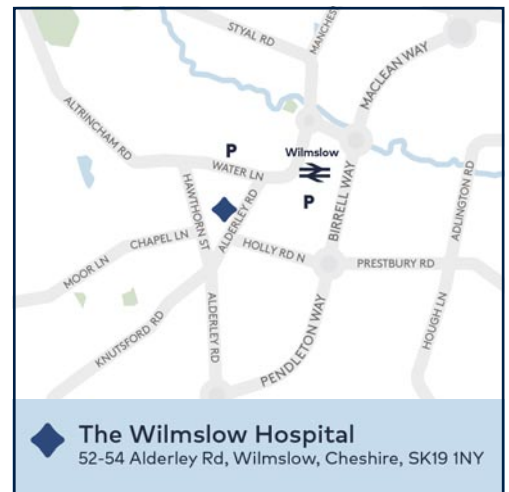 STYAL RD
MANCHES
MACLEAN WAY
ALTRINCHAM RD
P
Wilmslow
WATER LN
P
HAWTHORN ST
ALDERLEY RD
BIRRELL WAY
ADLINGTON RD
CHAPEL LN
HOLLY RD N
MOOR LN
PRESTBURY RD
KNUTSFORD RD
ALDERLEY RD
PENDLETON WAY
HOUGH LN
The Wilmslow Hospital
52-54 Alderley Rd, Wilmslow, Cheshire, SK19 1NY